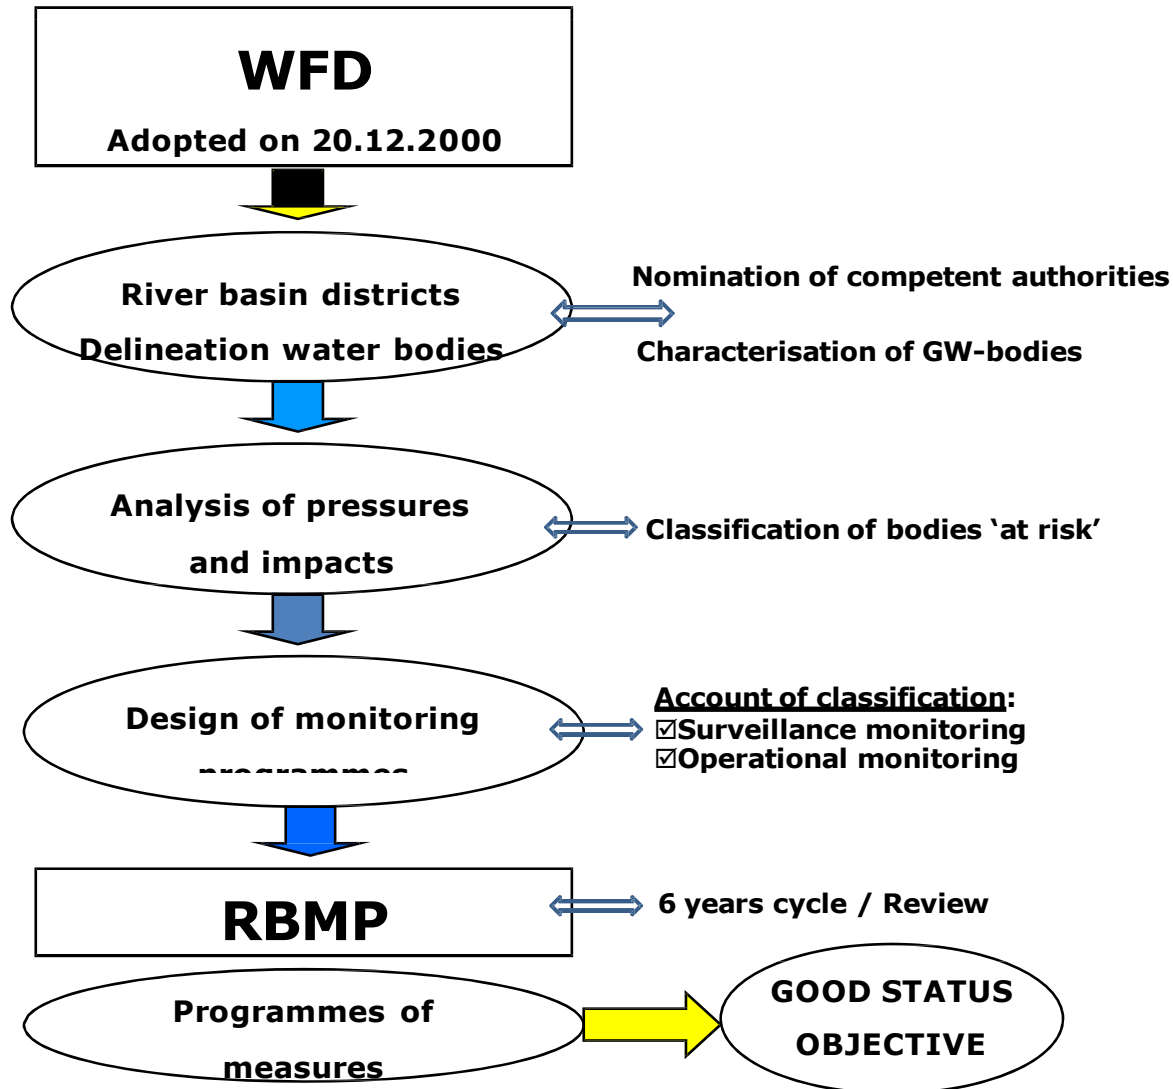 WFD
Adopted on 20.12.2000
River basin districts
Delineation water bodies
Nomination of competent authorities
Characterisation of GW-bodies
Analysis of pressures
and impacts
Classification of bodies ‘at risk’
Design of monitoring
programmes
Account of classification:
☑Surveillance monitoring
☑Operational monitoring
RBMP
6 years cycle / Review
Programmes of
measures
GOOD STATUS
OBJECTIVE